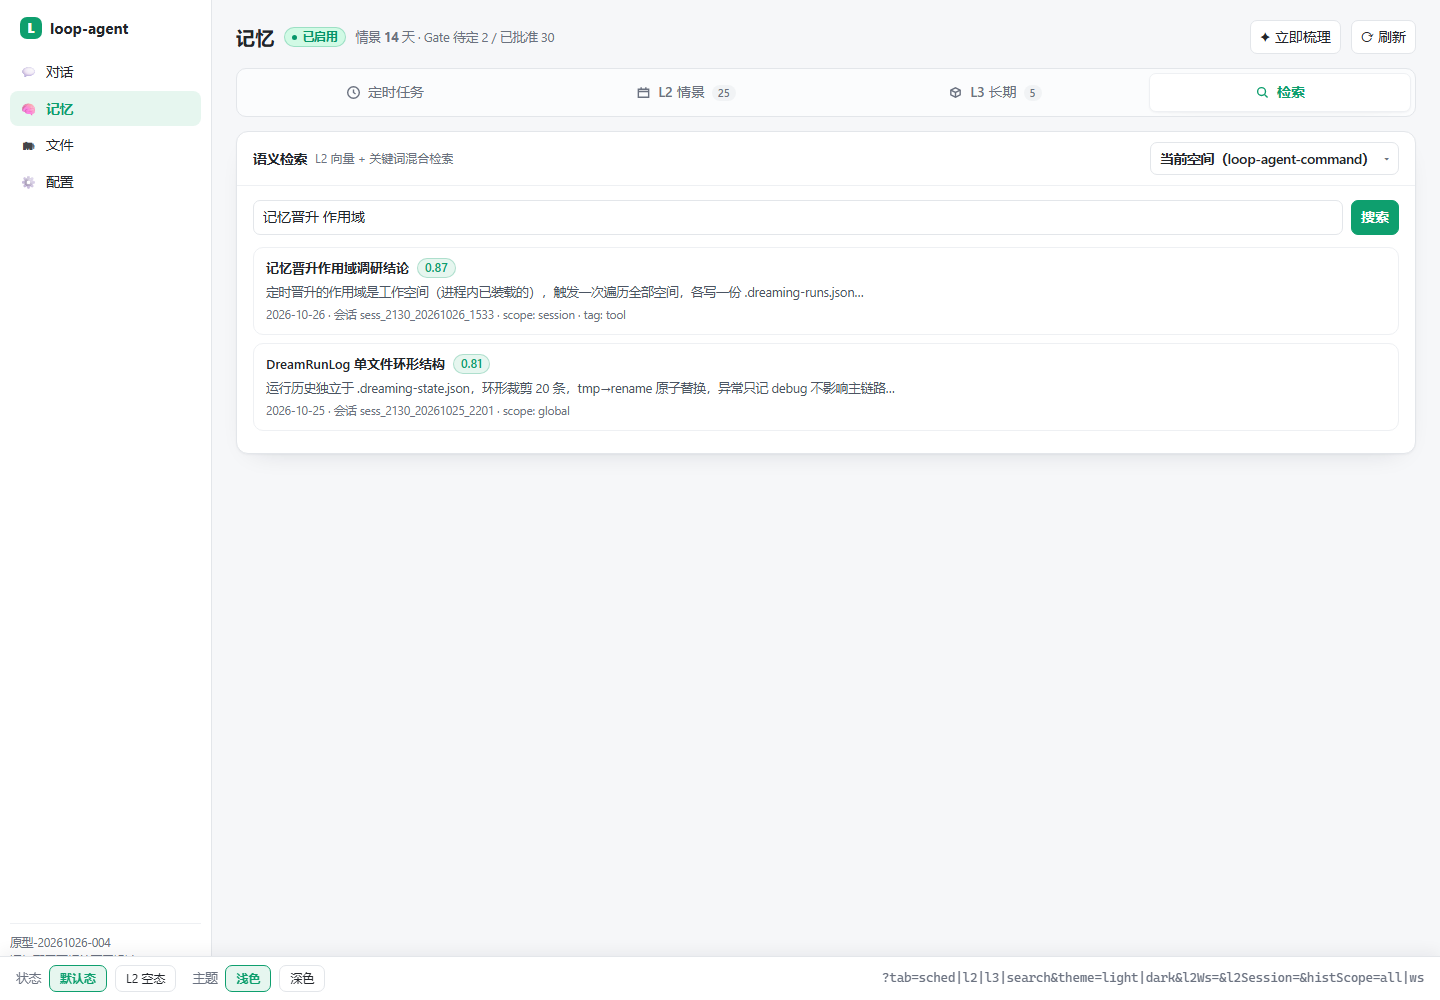 L loop-agent
对话
记忆
文件
配置
原型-20261026-004
记忆 已启用 情景 14 天 · Gate 待定 2 / 已批准 30
✦ 立即梳理 刷新
定时任务 L2 情景 25 L3 长期 5 检索
语义检索 L2 向量 + 关键词混合检索 当前空间（loop-agent-command）
记忆晋升 作用域 搜索
记忆晋升作用域调研结论 0.87
定时晋升的作用域是工作空间（进程内已装载的），触发一次遍历全部空间，各写一份 .dreaming-runs.json...
2026-10-26 · 会话 sess_2130_20261026_1533 · scope: session · tag: tool
DreamRunLog 单文件环形结构 0.81
运行历史独立于 .dreaming-state.json，环形裁剪 20 条，tmp→rename 原子替换，异常只记 debug 不影响主链路...
2026-10-25 · 会话 sess_2130_20261025_2201 · scope: global
状态 默认态 L2 空态 主题 浅色 深色 ?tab=sched|l2|l3|search&theme=light|dark&l2Ws=&l2Session=&histScope=all|ws